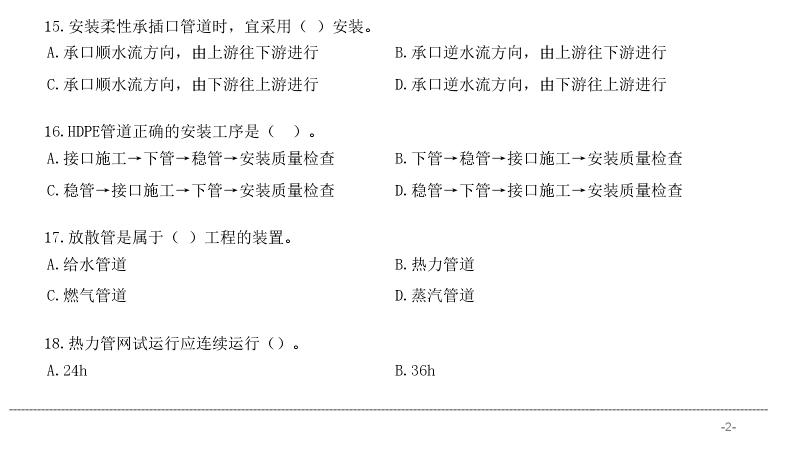 15.安装柔性承插口管道时，宜采用（ ）安装。
A.承口顺水流方向，由上游往下游进行 B.承口逆水流方向，由上游往下游进行
C.承口顺水流方向，由下游往上游进行 D.承口逆水流方向，由下游往上游进行
16.HDPE管道正确的安装工序是（  ）。
A.接口施工→下管→稳管→安装质量检查 B.下管→稳管→接口施工→安装质量检查
C.稳管→接口施工→下管→安装质量检查 D.稳管→下管→接口施工→安装质量检查
17.放散管是属于（ ）工程的装置。
A.给水管道 B.热力管道
C.燃气管道 D.蒸汽管道
18.热力管网试运行应连续运行（）。
A.24h B.36h
-2-